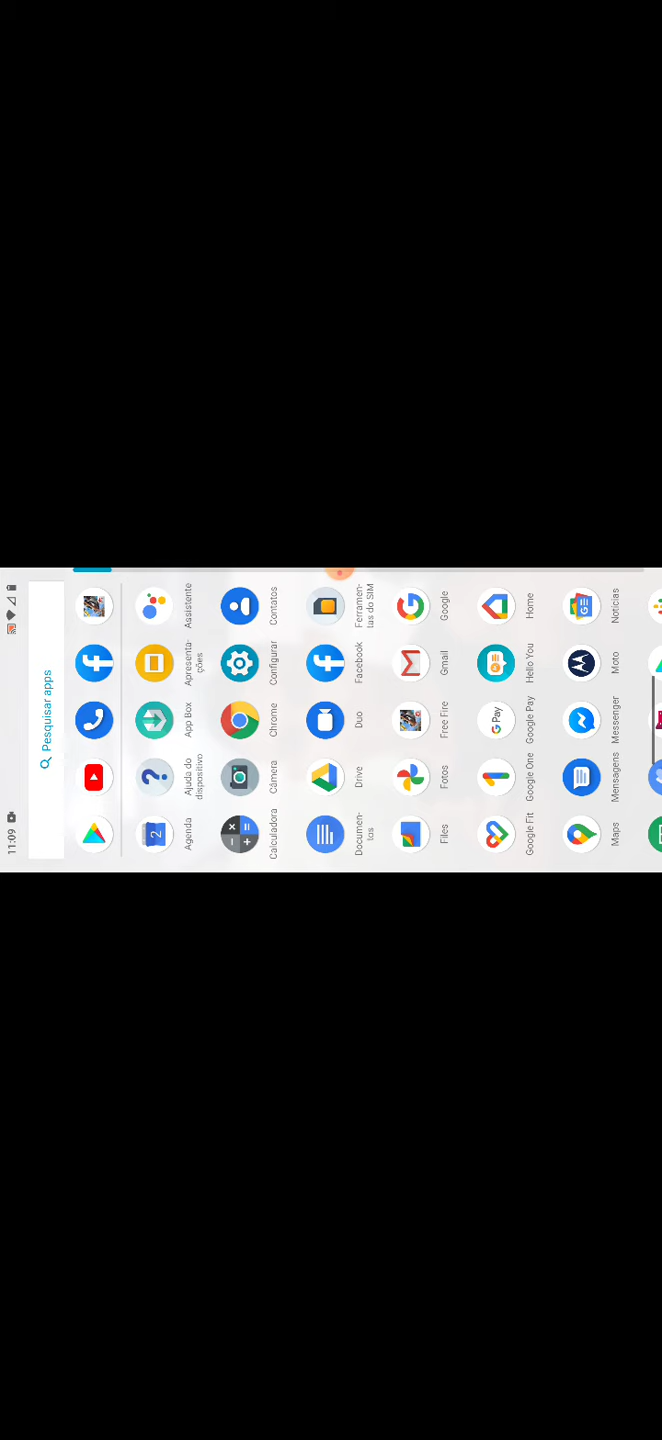 11:09
Pesquisar apps
Agenda
Ajuda do
dispositivo
App Box
Apresenta-
ções
Assistente
Calculadora
Câmera
Chrome
Configurar
Contatos
Documen-
tos
Drive
Duo
Facebook
Ferramen-
tas do SIM
Files
Fotos
Free Fire
Gmail
Google
Google Fit
Google One
G Pay
Google Pay
Hello You
Home
Maps
Mensagens
Messenger
Moto
Notícias